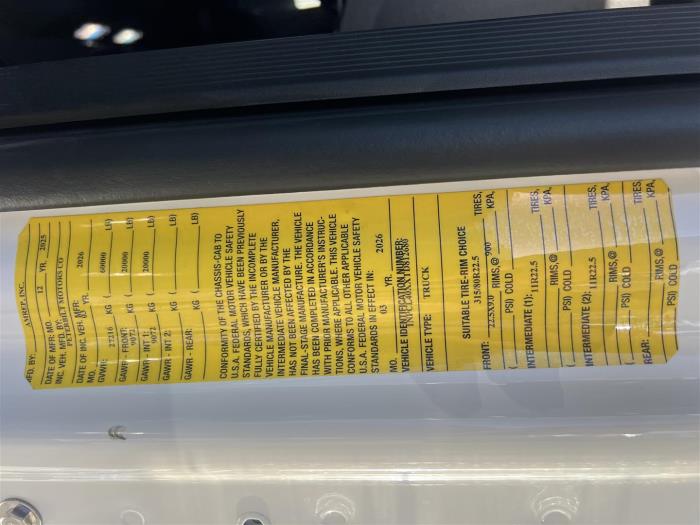 MFD. BY: AMREP, INC.
DATE OF MFG: MO. 12 YR. 2025
INC. VEH. MFD. PETERBILT MOTORS CO
DATE OF INC. VEH. MFR:
MO. 03 YR. 2026
GVWR: 27216 KG ( 60000 LB)
GAWR - FRONT: 9072 KG ( 20000 LB)
GAWR - INT 1: 9072 KG ( 20000 LB)
GAWR - INT 2: KG ( LB)
GAWR - REAR: KG ( LB)
CONFORMITY OF THE CHASSIS-CAB TO
U.S.A. FEDERAL MOTOR VEHICLE SAFETY
STANDARDS, WHICH HAVE BEEN PREVIOUSLY
FULLY CERTIFIED BY THE INCOMPLETE
VEHICLE MANUFACTURER OR BY THE
INTERMEDIATE VEHICLE MANUFACTURER,
HAS NOT BEEN AFFECTED BY THE
FINAL-STAGE MANUFACTURE. THE VEHICLE
HAS BEEN COMPLETED IN ACCORDANCE
WITH PRIOR MANUFACTURER'S INSTRUC-
TIONS, WHERE APPLICABLE. THIS VEHICLE
CONFORMS TO ALL OTHER APPLICABLE
U.S.A. FEDERAL MOTOR VEHICLE SAFETY
STANDARDS IN EFFECT IN:
MO. 03 YR. 2026
VEHICLE IDENTIFICATION NUMBER:
VEHICLE TYPE: TRUCK
SUITABLE TIRE-RIM CHOICE
FRONT: 315/80R22.5 TIRES,
22.5X9.0 RIMS,@ 900 KPA,
( PSI) COLD
INTERMEDIATE (1): 11R22.5 TIRES,
RIMS,@ KPA,
( PSI) COLD
INTERMEDIATE (2): 11R22.5 TIRES,
RIMS,@ KPA,
( PSI) COLD
REAR: TIRES,
RIMS,@ KPA,